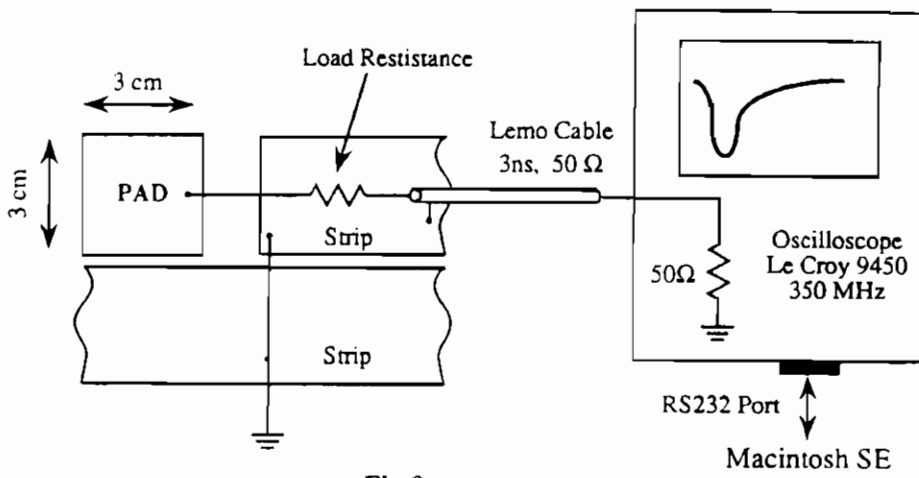 Load Restistance
3 cm
3 cm
PAD
Lemo Cable
3ns, 50 Ω
Strip
Strip
50Ω
Oscilloscope
Le Croy 9450
350 MHz
RS232 Port
Macintosh SE